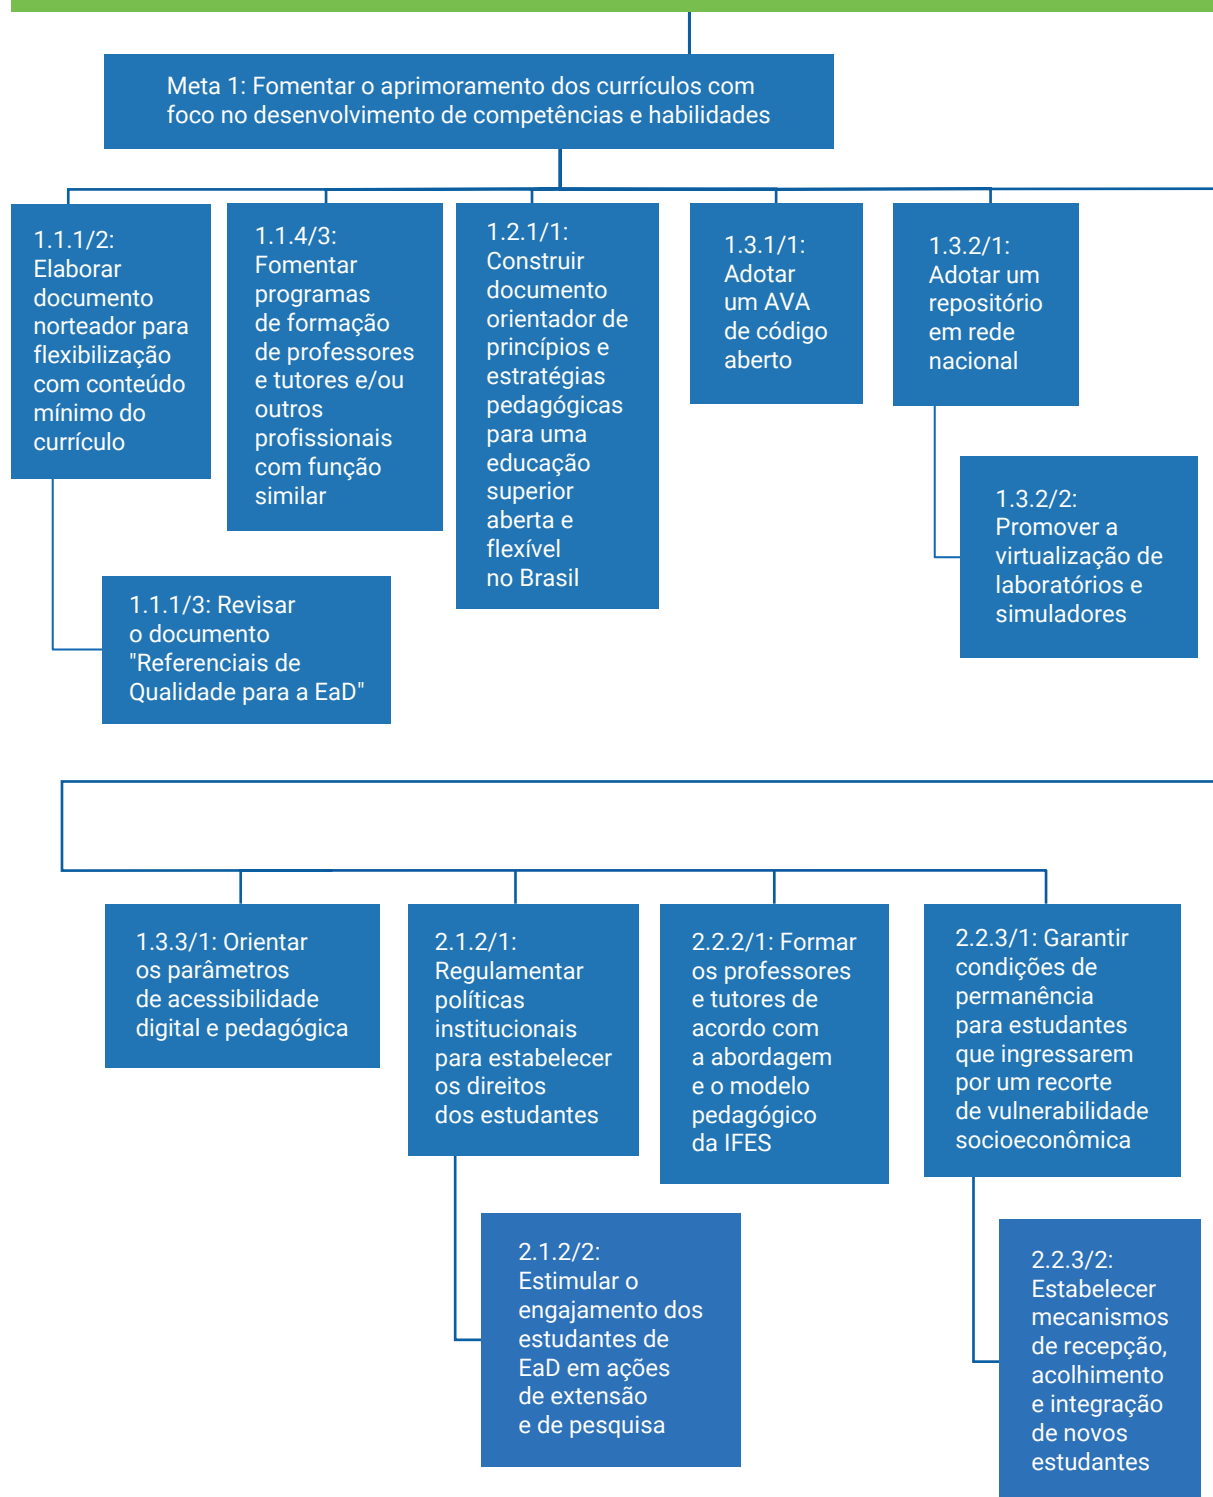 Meta 1: Fomentar o aprimoramento dos currículos com
foco no desenvolvimento de competências e habilidades
1.1.1/2:
Elaborar
documento
norteador para
flexibilização
com conteúdo
mínimo do
currículo
1.1.1/3: Revisar
o documento
"Referenciais de
Qualidade para a EaD"
1.1.4/3:
Fomentar
programas
de formação
de professores
e tutores e/ou
outros
profissionais
com função
similar
1.2.1/1:
Construir
documento
orientador de
princípios e
estratégias
pedagógicas
para uma
educação
superior
aberta e
flexível
no Brasil
1.3.1/1:
Adotar
um AVA
de código
aberto
1.3.2/1:
Adotar um
repositório
em rede
nacional
1.3.2/2:
Promover a
virtualização de
laboratórios e
simuladores
1.3.3/1: Orientar
os parâmetros
de acessibilidade
digital e pedagógica
2.1.2/1:
Regulamentar
políticas
institucionais
para estabelecer
os direitos
dos estudantes
2.1.2/2:
Estimular o
engajamento dos
estudantes de
EaD em ações
de extensão
e de pesquisa
2.2.2/1: Formar
os professores
e tutores de
acordo com
a abordagem
e o modelo
pedagógico
da IFES
2.2.3/1: Garantir
condições de
permanência
para estudantes
que ingressarem
por um recorte
de vulnerabilidade
socioeconômica
2.2.3/2:
Estabelecer
mecanismos
de recepção,
acolhimento
e integração
de novos
estudantes